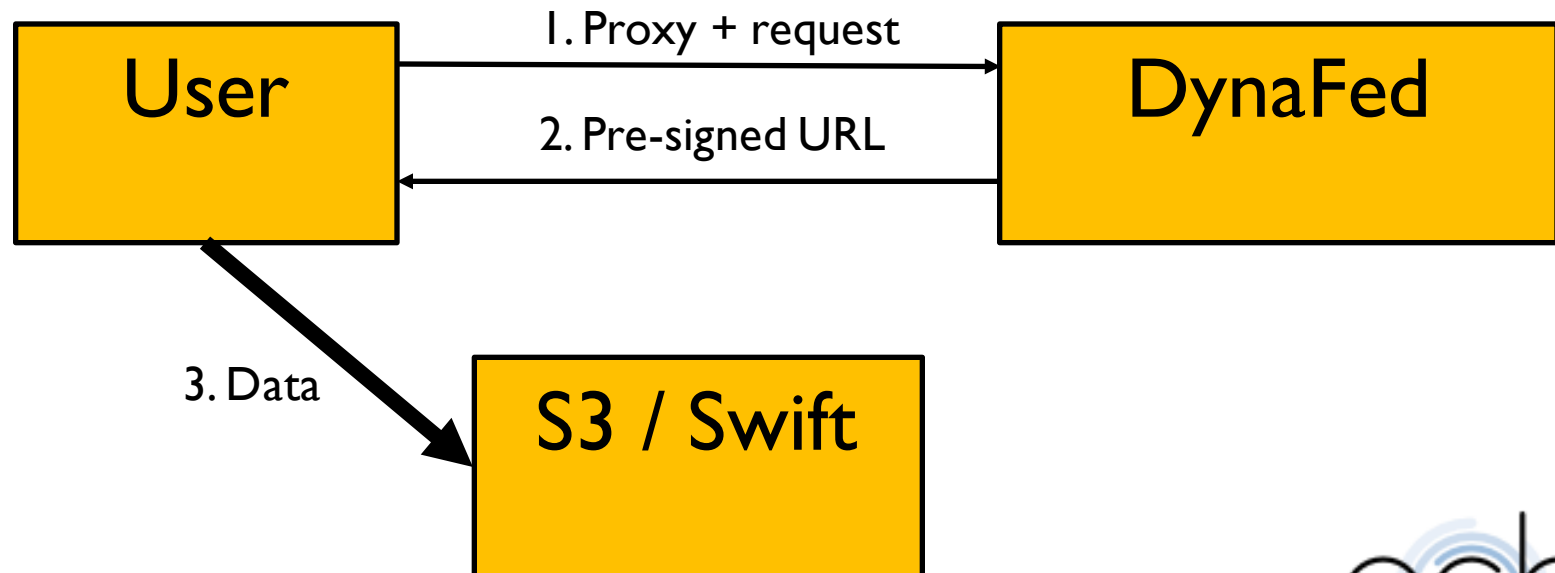 1. Proxy + request
User
DynaFed
2. Pre-signed URL
3. Data
S3 / Swift